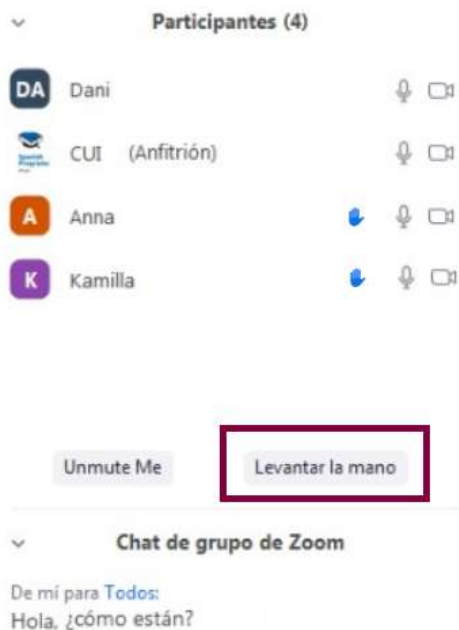 Participantes (4)
DA Dani
CUI (Anfitrión)
A Anna
K Kamilla
Unmute Me Levantar la mano
Chat de grupo de Zoom
De mí para Todos:
Hola, ¿cómo están?